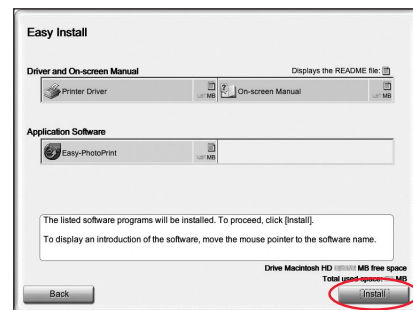 Easy Install
Driver and On-screen Manual
Displays the README file:
Printer Driver
MB
On-screen Manual
MB
Application Software
Easy-PhotoPrint
MB
The listed software programs will be installed. To proceed, click [Install].
To display an introduction of the software, move the mouse pointer to the software name.
Drive Macintosh HD MB free space
Total used space: MB
Back
Install